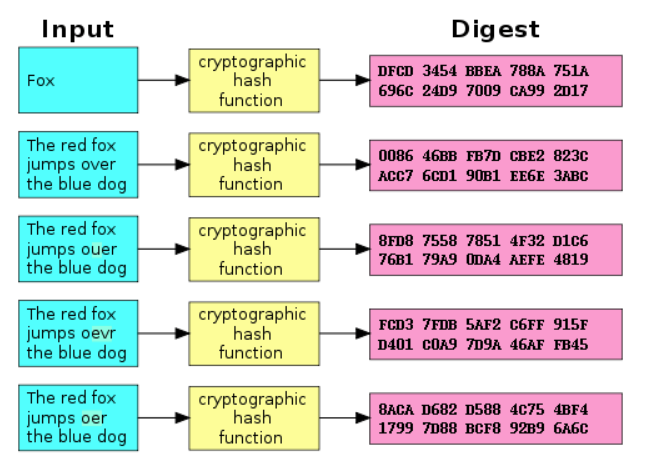 Input
Digest
Fox
cryptographic
hash
function
DFCD 3454 BBEA 788A 751A
696C 24D9 7009 CA99 2D17
The red fox
jumps over
the blue dog
cryptographic
hash
function
0086 46BB FB7D CBE2 823C
ACC7 6CD1 90B1 EE6E 3ABC
The red fox
jumps ouer
the blue dog
cryptographic
hash
function
8FD8 7558 7851 4F32 D1C6
76B1 79A9 0DA4 AEFE 4819
The red fox
jumps oevr
the blue dog
cryptographic
hash
function
FCD3 7FDB 5AF2 C6FF 915F
D401 C0A9 7D9A 46AF FB45
The red fox
jumps oer
the blue dog
cryptographic
hash
function
8ACA D682 D588 4C75 4BF4
1799 7D88 BCF8 92B9 6A6C